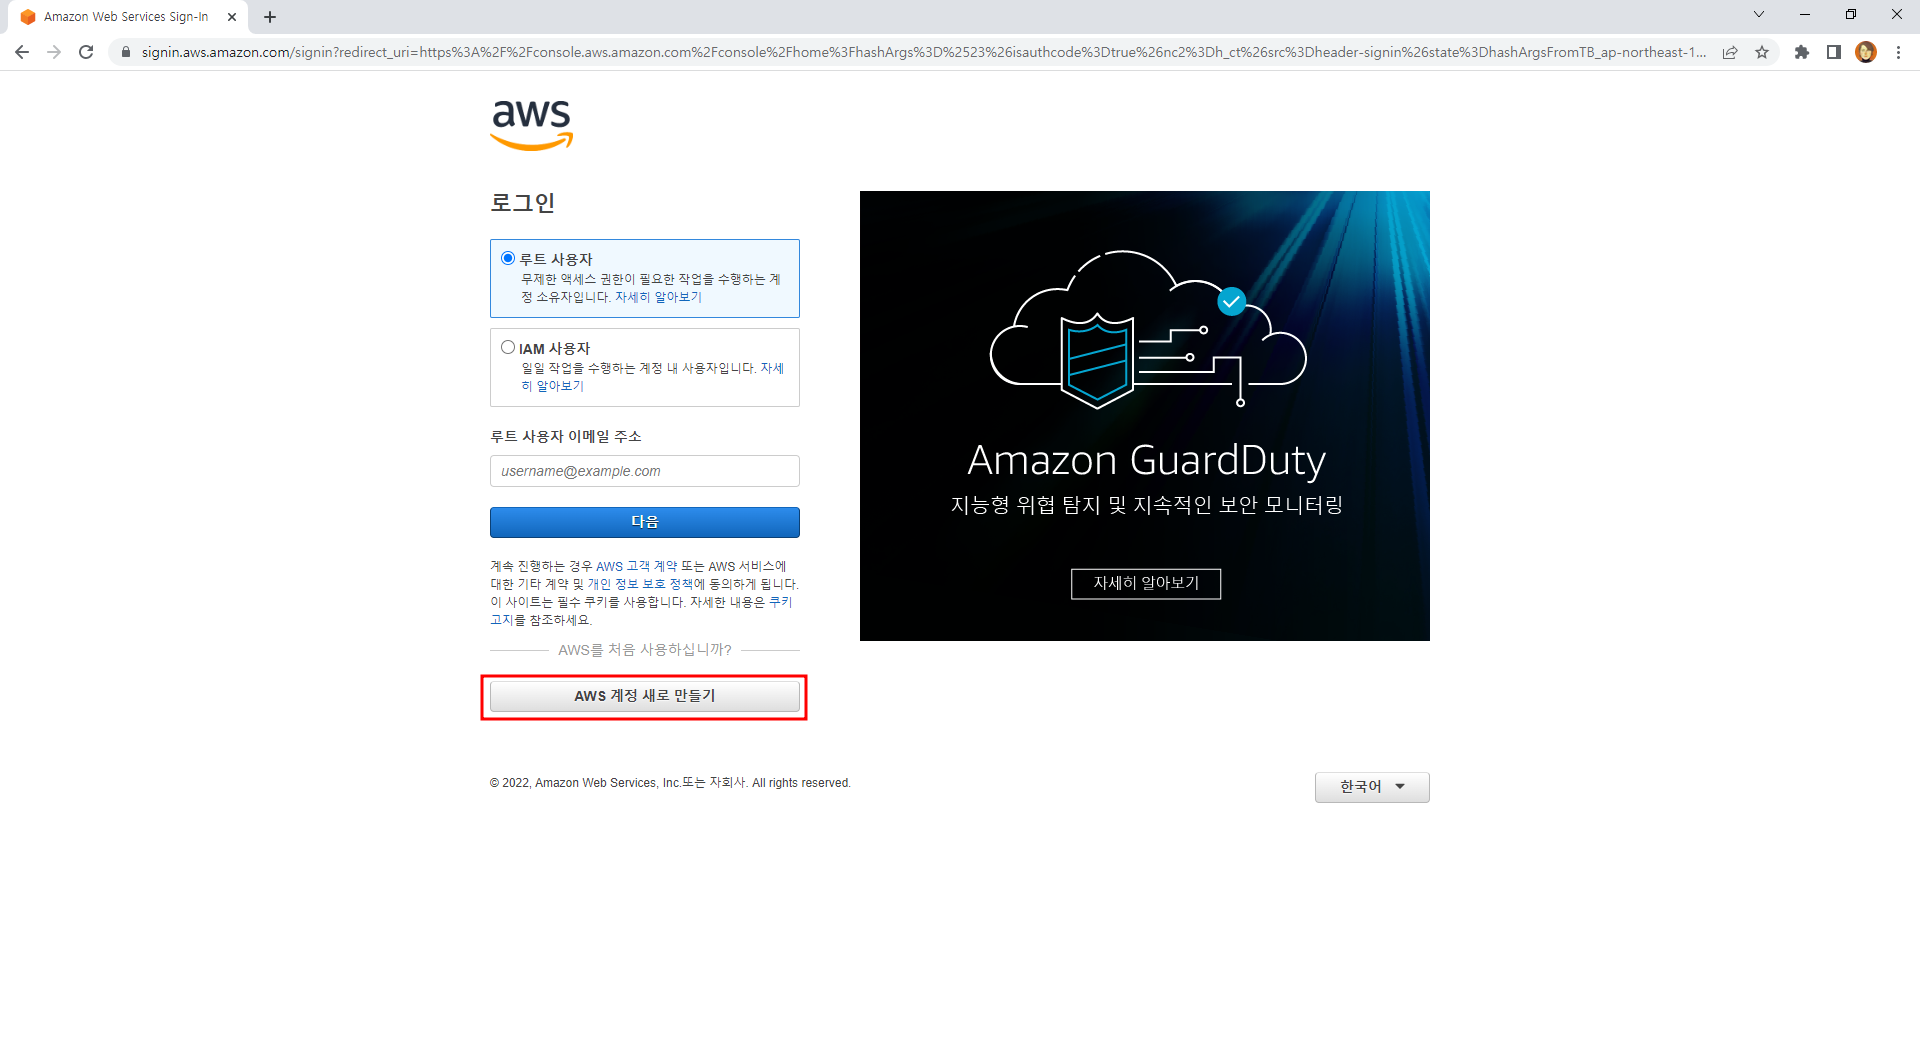 Amazon Web Services Sign-In
signin.aws.amazon.com/signin?redirect_uri=https%3A%2F%2Fconsole.aws.amazon.com%2Fconsole%2Fhome%3FhashArgs%3D%2523%26isauthcode%3Dtrue%26nc2%3Dh_ct%26src%3Dheader-signin%26state%3DhashArgsFromTB_ap-northeast-1...
aws
로그인
루트 사용자
무제한 액세스 권한이 필요한 작업을 수행하는 계
정 소유자입니다. 자세히 알아보기
IAM 사용자
일일 작업을 수행하는 계정 내 사용자입니다. 자세
히 알아보기
루트 사용자 이메일 주소
username@example.com
다음
계속 진행하는 경우 AWS 고객 계약 또는 AWS 서비스에
대한 기타 계약 및 개인 정보 보호 정책에 동의하게 됩니다.
이 사이트는 필수 쿠키를 사용합니다. 자세한 내용은 쿠키
고지를 참조하세요.
AWS를 처음 사용하십니까?
AWS 계정 새로 만들기
Amazon GuardDuty
지능형 위협 탐지 및 지속적인 보안 모니터링
자세히 알아보기
© 2022, Amazon Web Services, Inc.또는 자회사. All rights reserved.
한국어